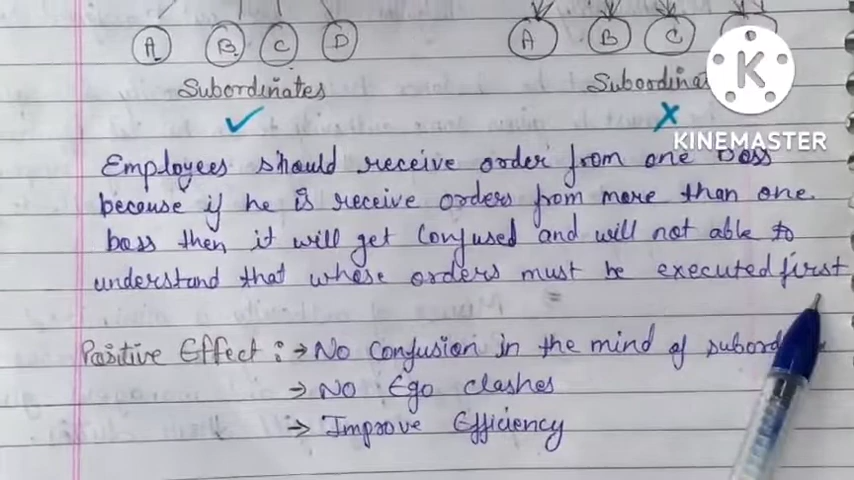 A B C D A B C
Subordinates Subordinat
K
KINEMASTER
Employees should receive order from one boss
because if he is receive orders from more than one.
boss then it will get confused and will not able to
understand that whose orders must be executed first
Positive Effect : → No confusion in the mind of subord
→ No Ego clashes
→ Improve Efficiency